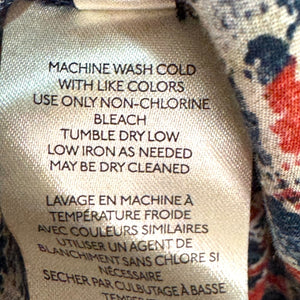 MACHINE WASH COLD
WITH LIKE COLORS
USE ONLY NON-CHLORINE
BLEACH
TUMBLE DRY LOW
LOW IRON AS NEEDED
MAY BE DRY CLEANED
LAVAGE EN MACHINE À
TEMPÉRATURE FROIDE
AVEC COULEURS SIMILAIRES
UTILISER UN AGENT DE
BLANCHIMENT SANS CHLORE SI
NÉCESSAIRE
SECHER PAR CULBUTAGE À BASSE